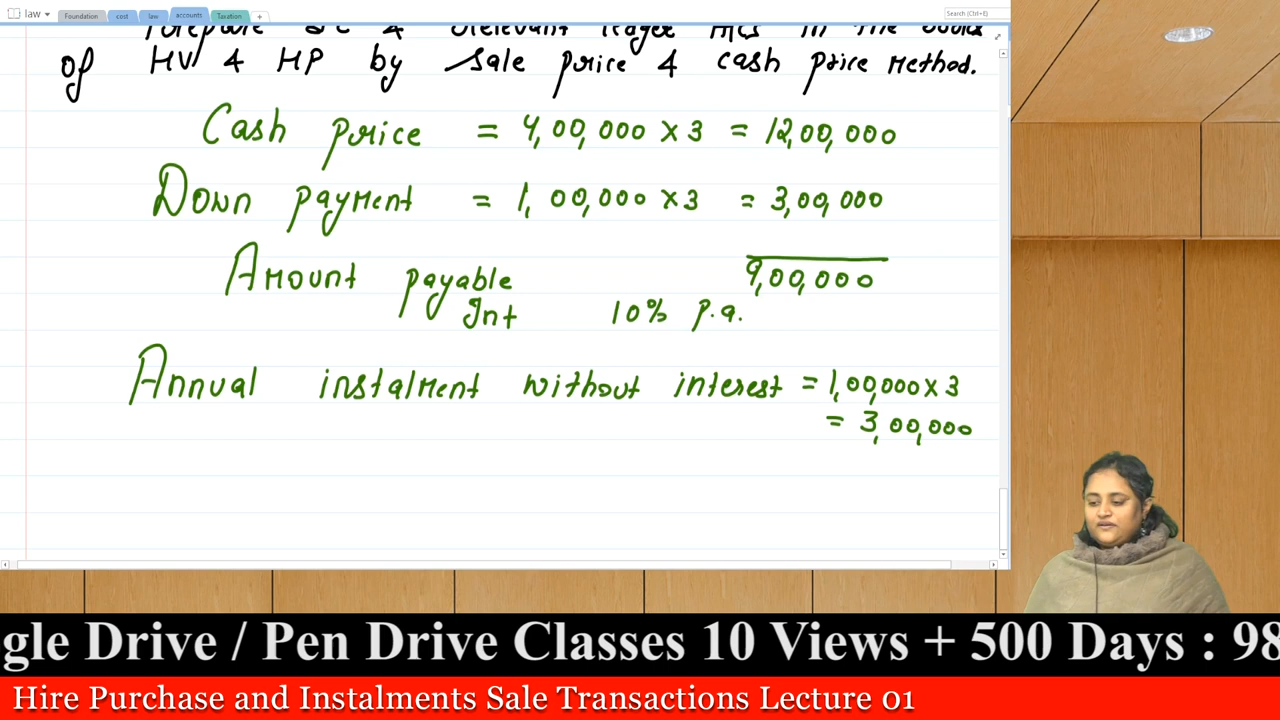 law
Foundation
cost
law
accounts
Taxation
Search (Ctrl+E)
of HV & HP by sale price & cash price method.
Cash price = 4,00,000 x 3 = 12,00,000
Down payment = 1,00,000 x 3 = 3,00,000
Amount payable 9,00,000
Int 10% p.a.
Annual instalment without interest = 1,00,000 x 3
= 3,00,000
gle Drive / Pen Drive Classes 10 Views + 500 Days : 98
Hire Purchase and Instalments Sale Transactions Lecture 01